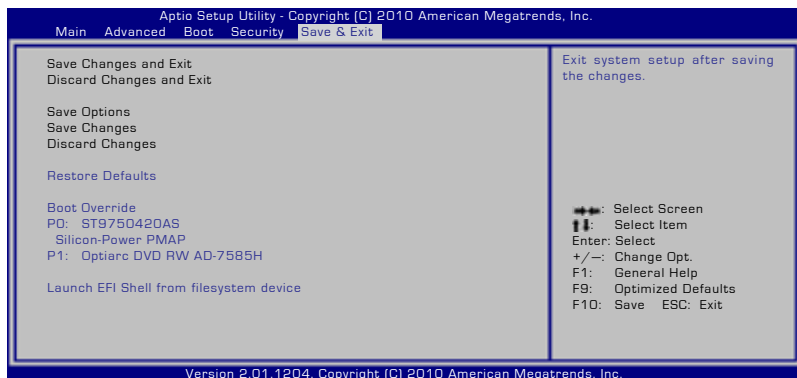 Aptio Setup Utility - Copyright (C) 2010 American Megatrends, Inc.
Main Advanced Boot Security Save & Exit
Save Changes and Exit
Discard Changes and Exit
Save Options
Save Changes
Discard Changes
Restore Defaults
Boot Override
P0: ST9750420AS
Silicon-Power PMAP
P1: Optiarc DVD RW AD-7585H
Launch EFI Shell from filesystem device
Exit system setup after saving
the changes.
→←: Select Screen
↑↓: Select Item
Enter: Select
+/—: Change Opt.
F1: General Help
F9: Optimized Defaults
F10: Save ESC: Exit
Version 2.01.1204. Copyright (C) 2010 American Megatrends, Inc.